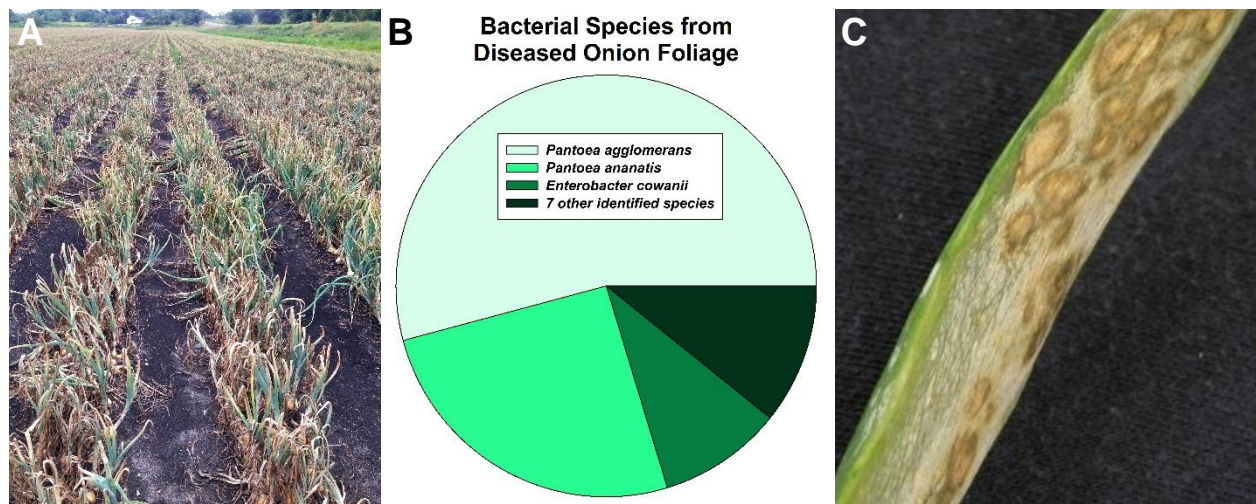 A
B
Bacterial Species from
Diseased Onion Foliage
Pantoea agglomerans
Pantoea ananatis
Enterobacter cowanii
7 other identified species
C